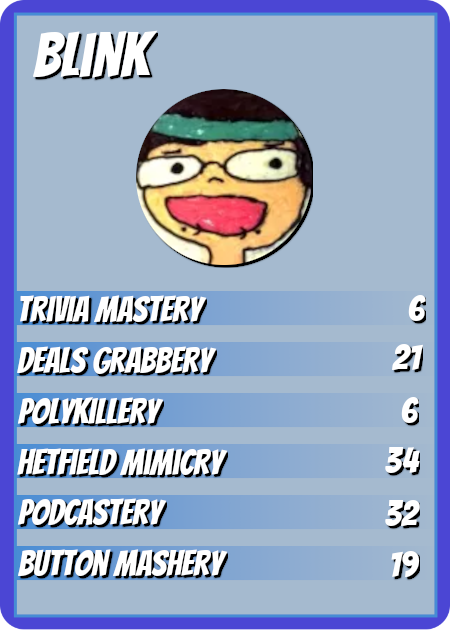 BLINK
TRIVIA MASTERY 6
DEALS GRABBERY 21
POLYKILLERY 6
HETFIELD MIMICRY 34
PODCASTERY 32
BUTTON MASHERY 19